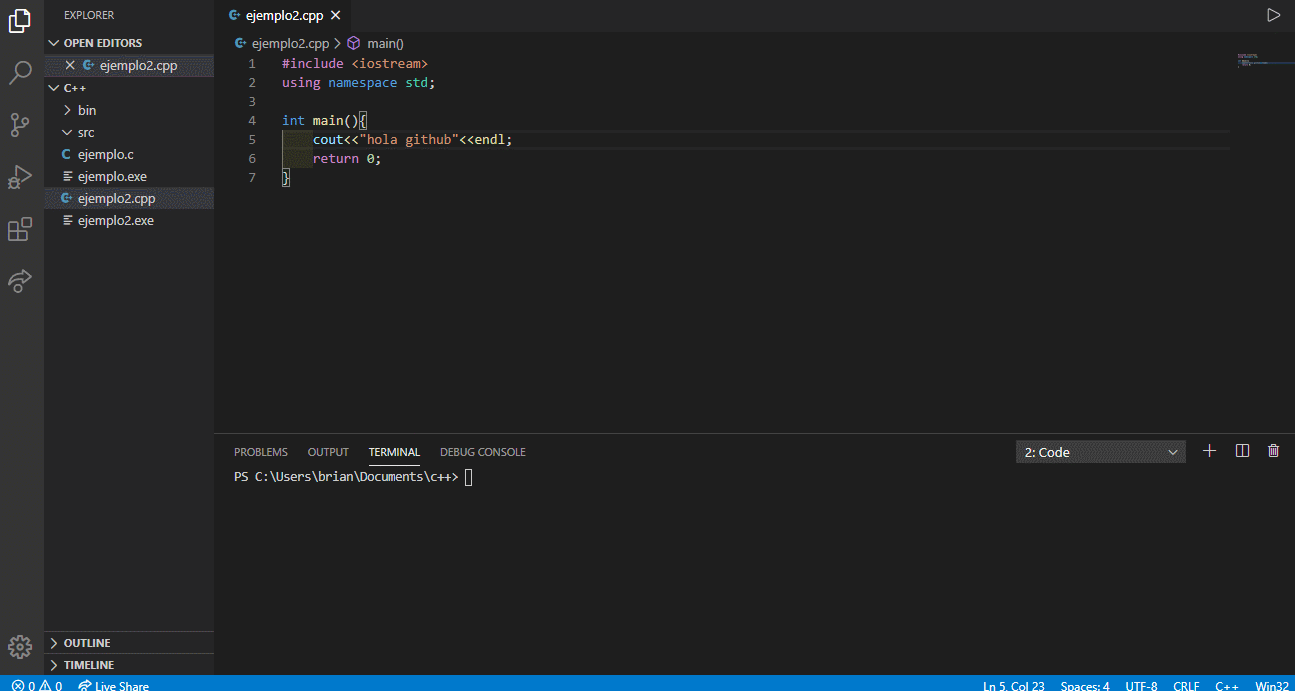 EXPLORER
OPEN EDITORS
ejemplo2.cpp
C++
bin
src
C ejemplo.c
ejemplo.exe
ejemplo2.cpp
ejemplo2.exe
OUTLINE
TIMELINE
ejemplo2.cpp
ejemplo2.cpp > main()
1 #include <iostream>
2 using namespace std;
3
4 int main(){
5 cout<<"hola github"<<endl;
6 return 0;
7 }
PROBLEMS OUTPUT TERMINAL DEBUG CONSOLE 2: Code
PS C:\Users\brian\Documents\c++>
0 0 Live Share Ln 5, Col 23 Spaces: 4 UTF-8 CRLF C++ Win32